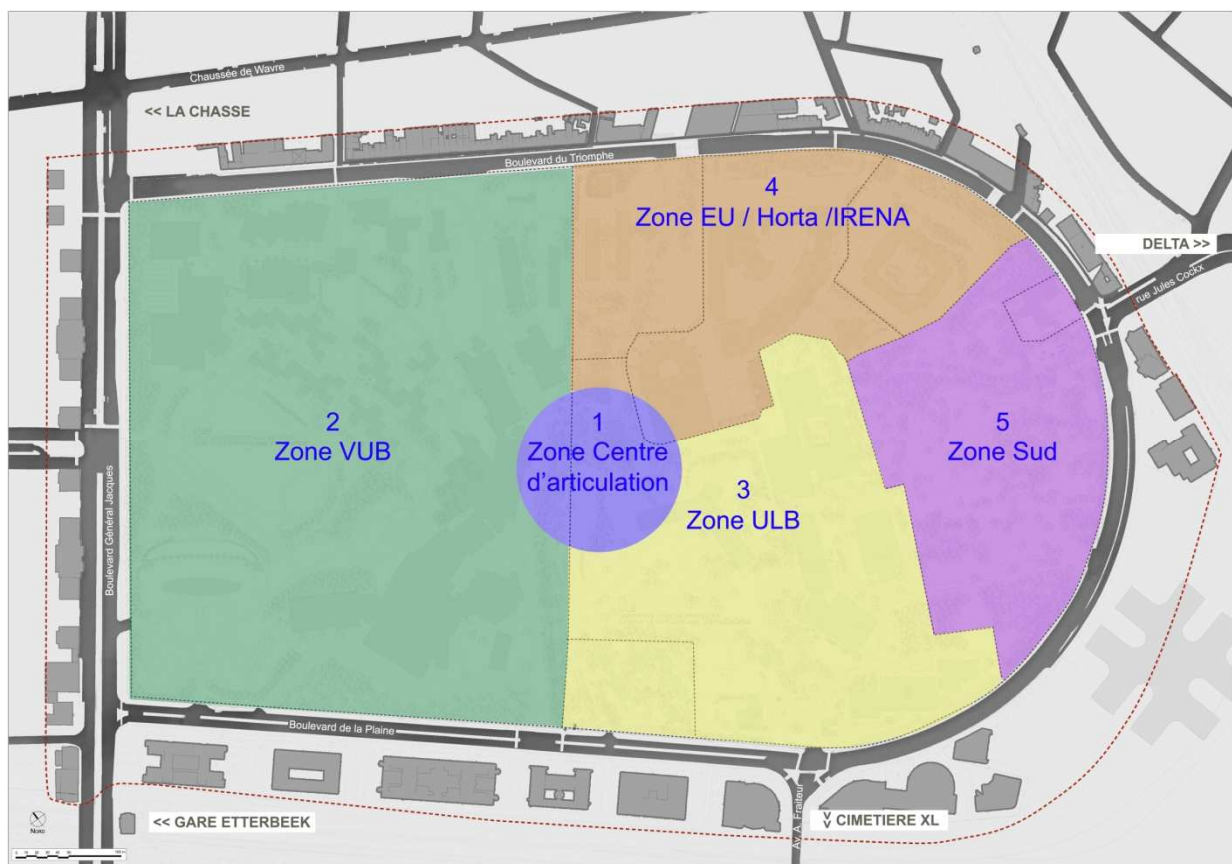 Chaussée de Wavre
<< LA CHASSE
Boulevard du Triomphe
4
Zone EU / Horta /IRENA
DELTA >>
rue Jules Cockx
2
Zone VUB
1
Zone Centre
d'articulation
5
Zone Sud
3
Zone ULB
Boulevard Général Jacques
Boulevard de la Plaine
Av. A. Fraiteur
<< GARE ETTERBEEK
>> CIMETIERE XL
NORD